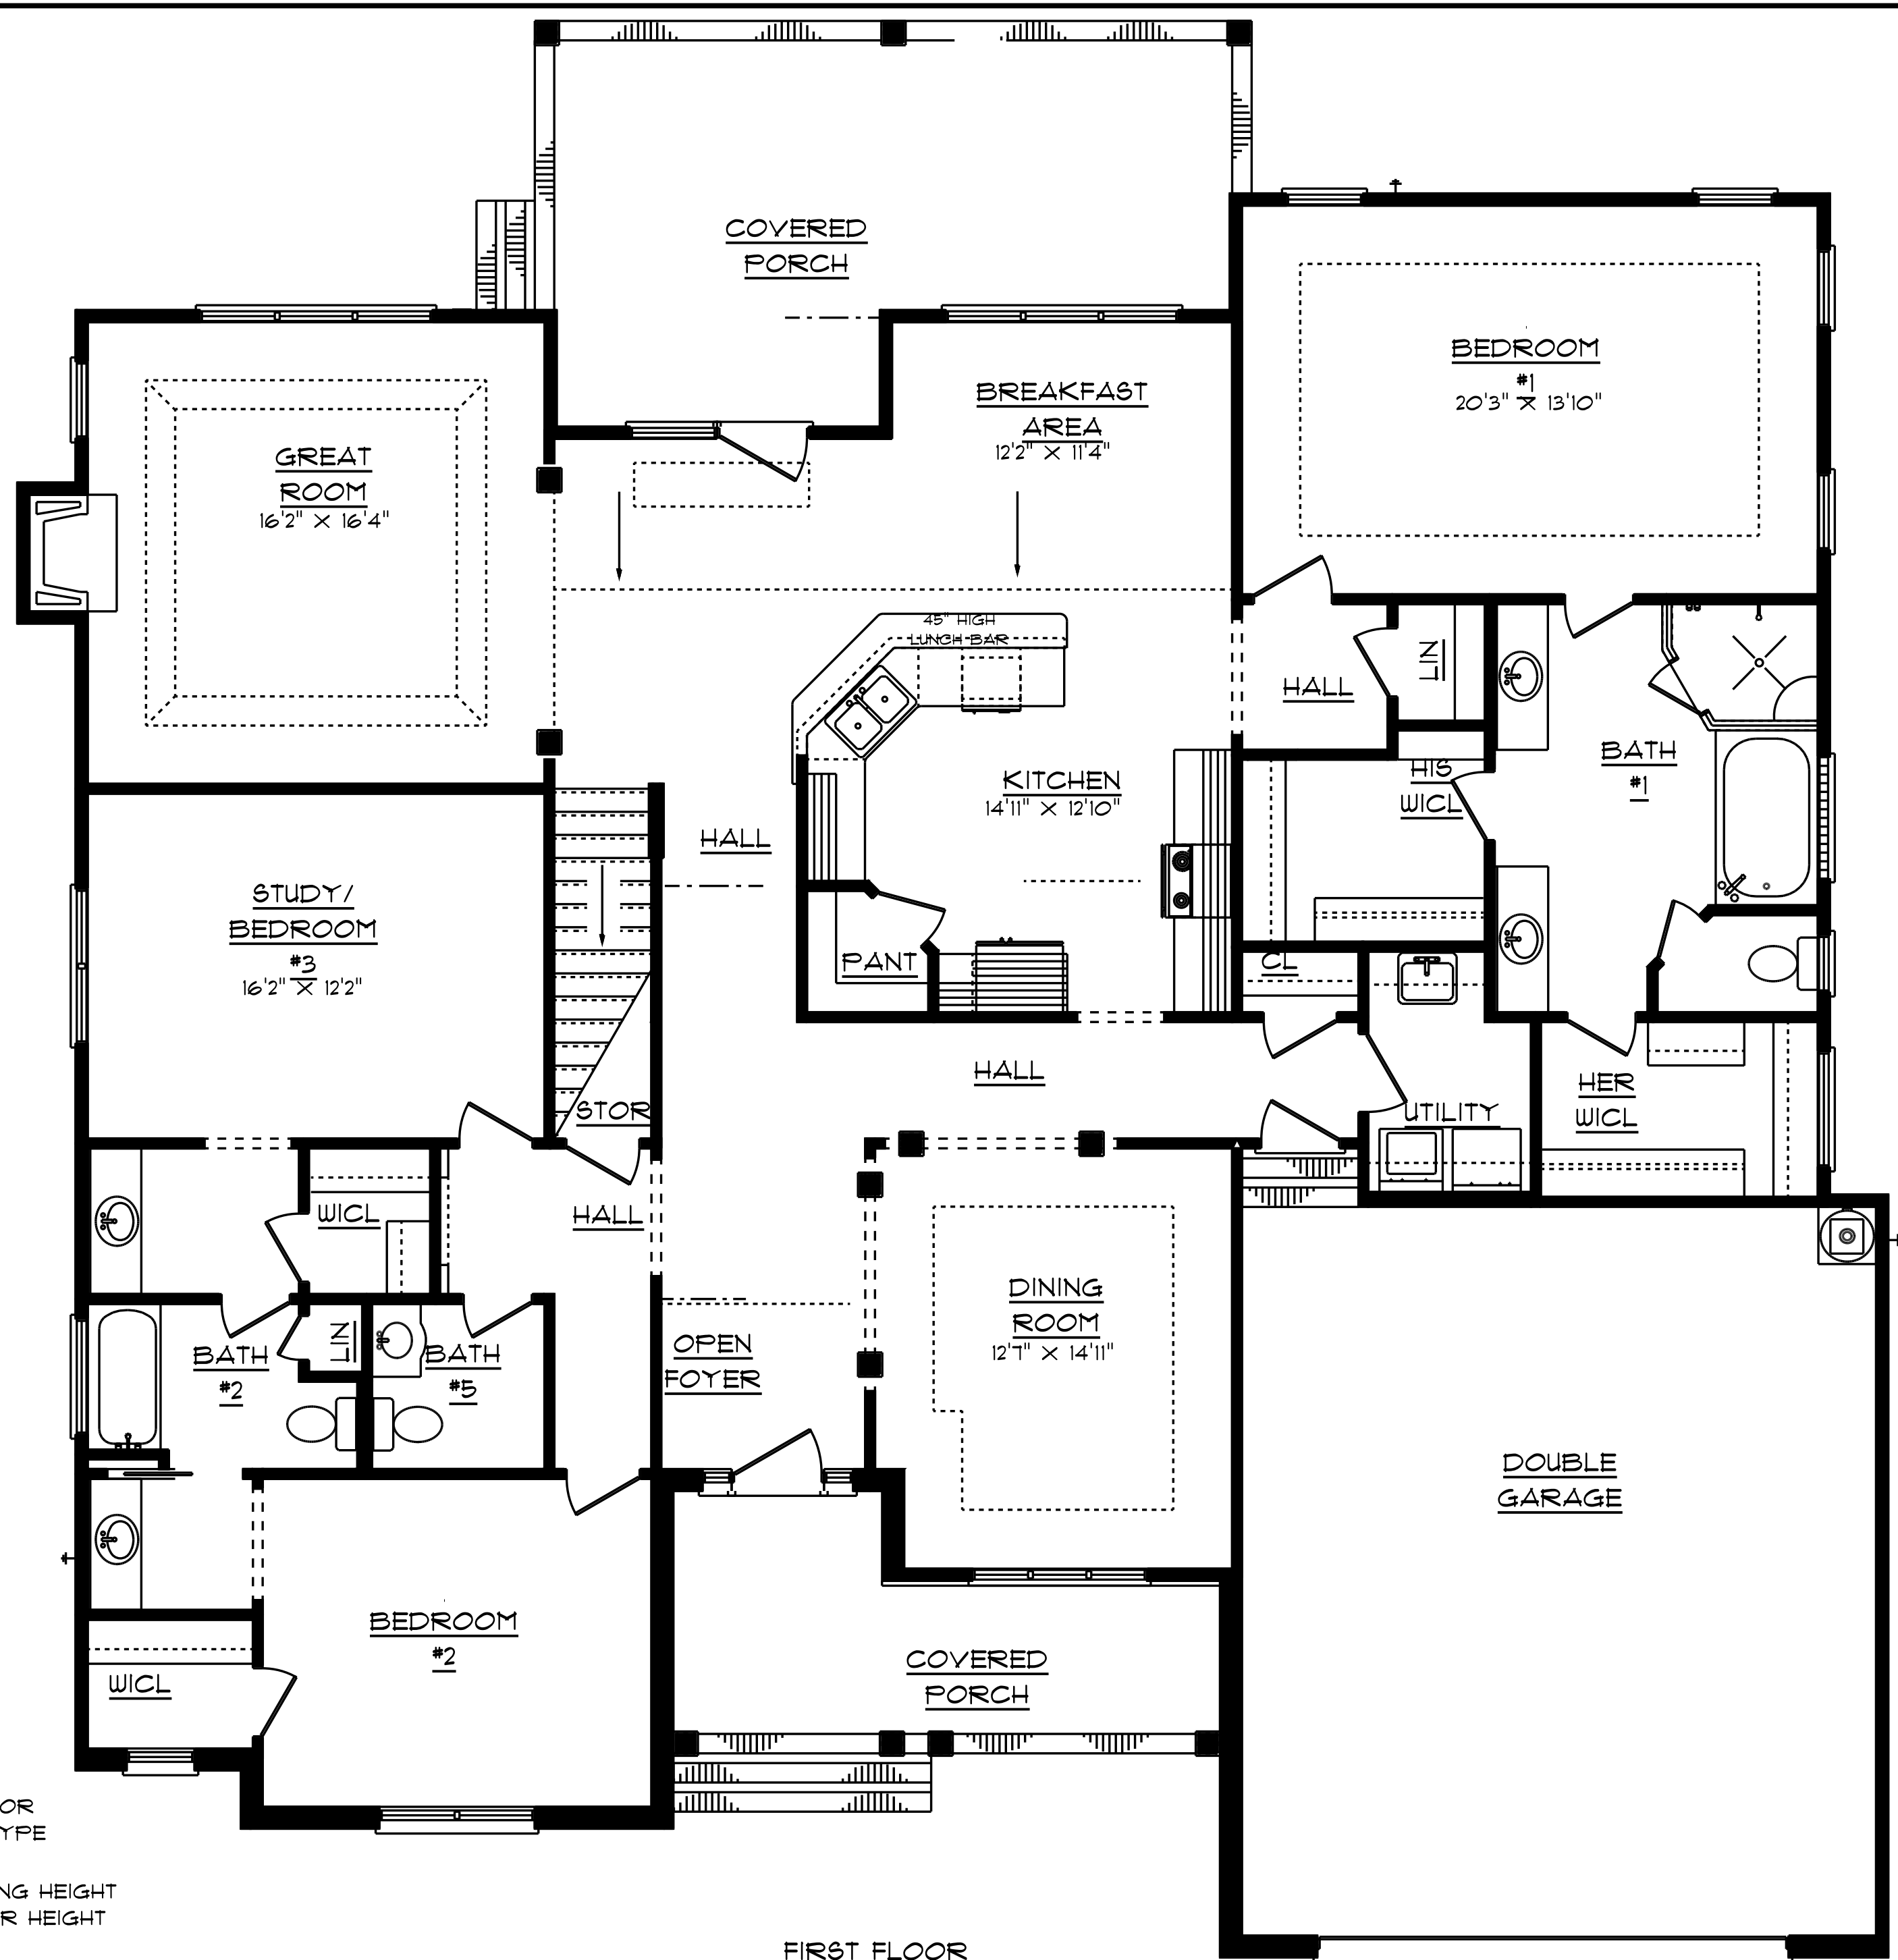 COVERED
PORCH
BEDROOM
#1
20'3" X 13'10"
BREAKFAST
AREA
12'2" X 11'4"
GREAT
ROOM
16'2" X 16'4"
45" HIGH
LUNCH BAR
LIN
HALL
BATH
#1
HIS
WICL
KITCHEN
14'11" X 12'10"
HALL
STUDY/
BEDROOM
#3
16'2" X 12'2"
PANT
CL
HALL
HER
WICL
UTILITY
STOR
WICL
HALL
DINING
ROOM
12'7" X 14'11"
OPEN
FOYER
LIN
BATH
#2
BATH
#5
DOUBLE
GARAGE
BEDROOM
#2
WICL
COVERED
PORCH
OR
YPE
NG HEIGHT
R HEIGHT
FIRST FLOOR